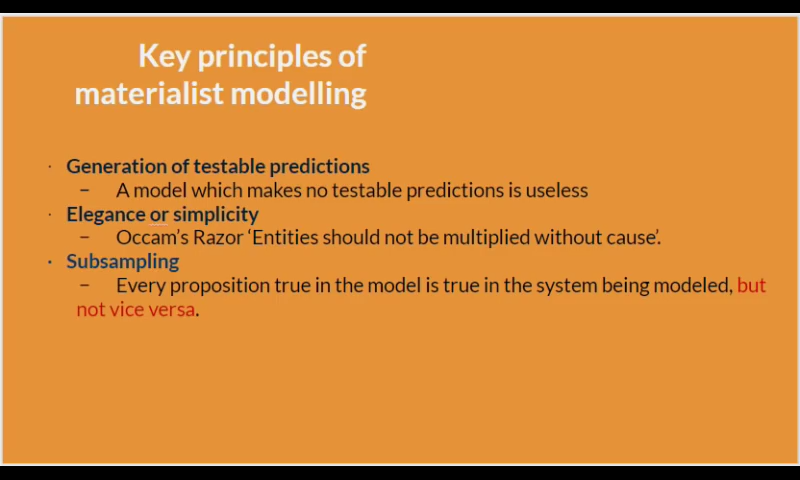 Key principles of
materialist modelling
· Generation of testable predictions
– A model which makes no testable predictions is useless
· Elegance or simplicity
– Occam's Razor ‘Entities should not be multiplied without cause’.
· Subsampling
– Every proposition true in the model is true in the system being modeled, but
not vice versa.